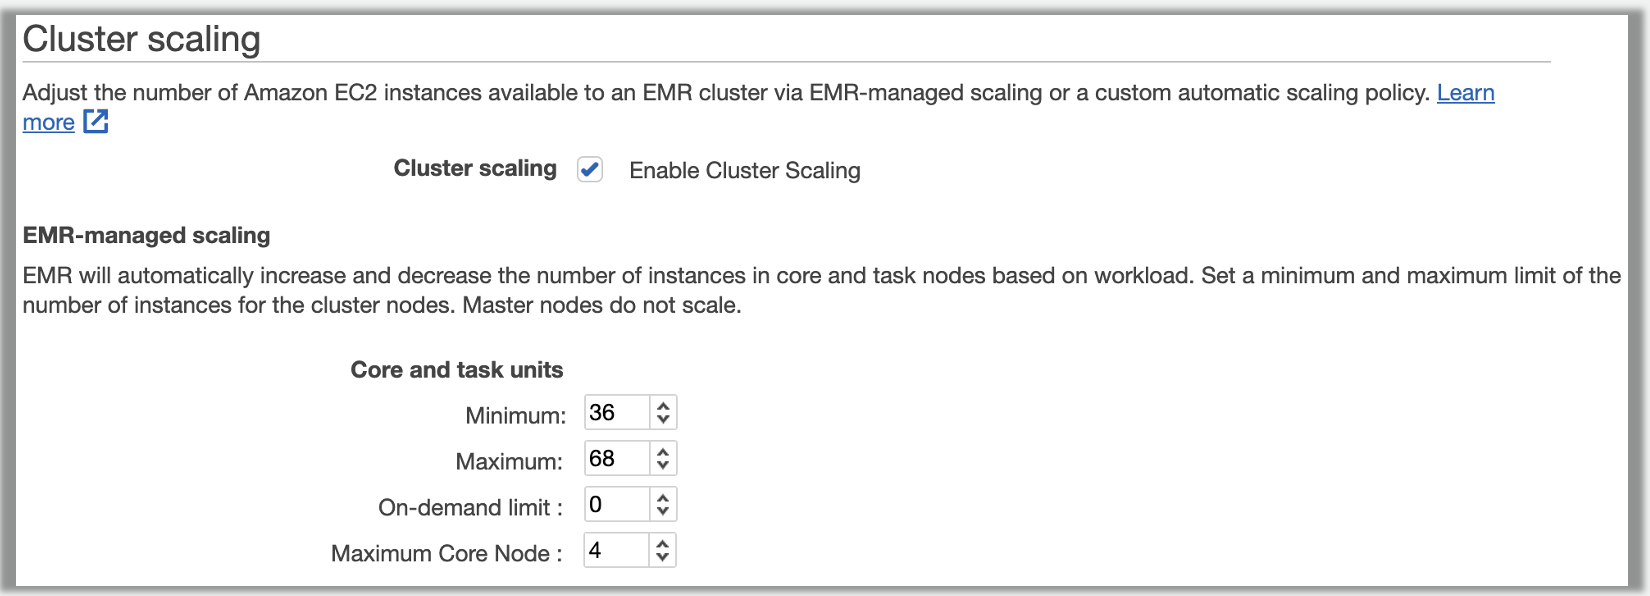 Cluster scaling
Adjust the number of Amazon EC2 instances available to an EMR cluster via EMR-managed scaling or a custom automatic scaling policy. Learn
more
Cluster scaling Enable Cluster Scaling
EMR-managed scaling
EMR will automatically increase and decrease the number of instances in core and task nodes based on workload. Set a minimum and maximum limit of the
number of instances for the cluster nodes. Master nodes do not scale.
Core and task units
Minimum: 36
Maximum: 68
On-demand limit : 0
Maximum Core Node : 4